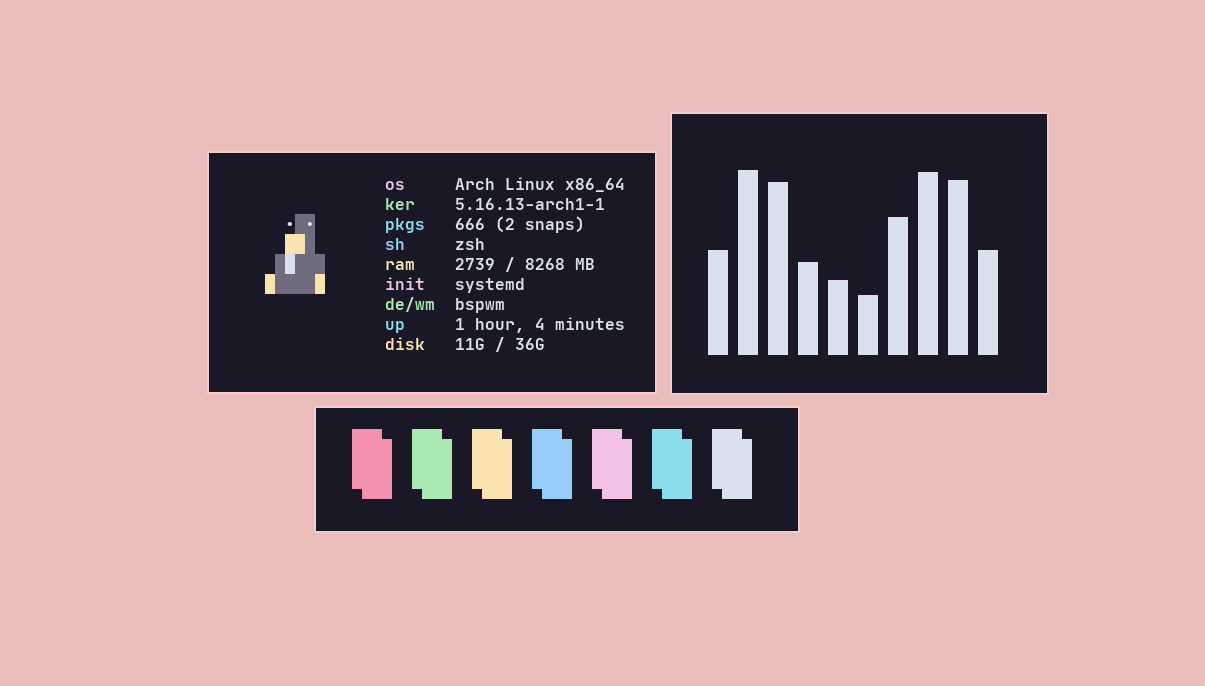 os Arch Linux x86_64
ker 5.16.13-arch1-1
pkgs 666 (2 snaps)
sh zsh
ram 2739 / 8268 MB
init systemd
de/wm bspwm
up 1 hour, 4 minutes
disk 11G / 36G